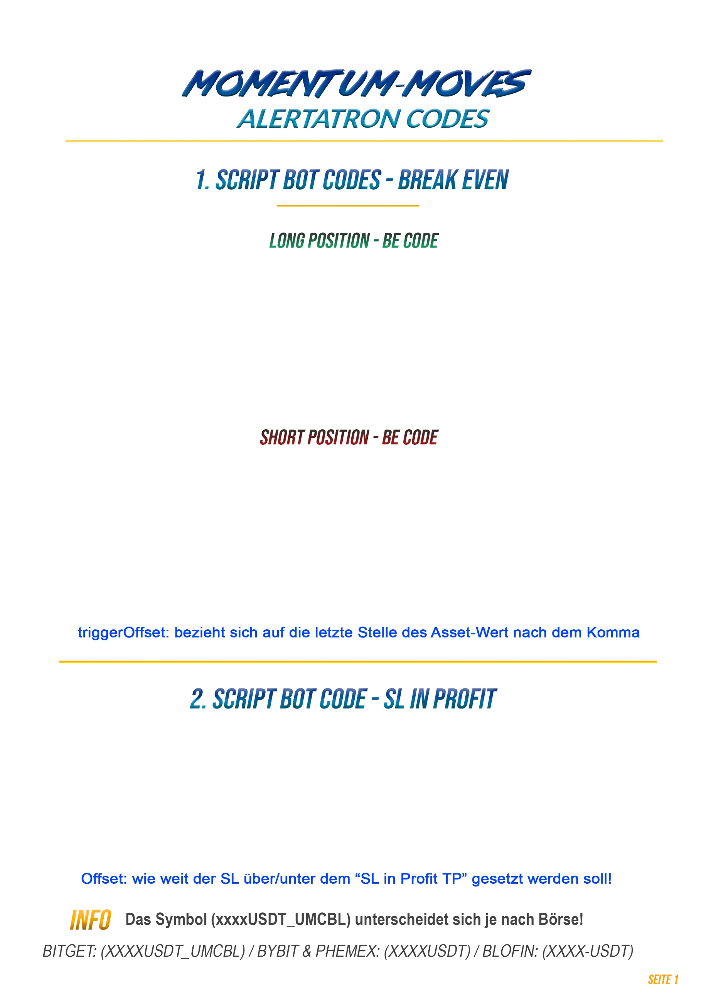 MOMENTUM-MOVES
ALERTATRON CODES
1. SCRIPT BOT CODES - BREAK EVEN
LONG POSITION - BE CODE
SHORT POSITION - BE CODE
triggerOffset: bezieht sich auf die letzte Stelle des Asset-Wert nach dem Komma
2. SCRIPT BOT CODE - SL IN PROFIT
Offset: wie weit der SL über/unter dem “SL in Profit TP” gesetzt werden soll!
INFO Das Symbol (xxxxUSDT_UMCBL) unterscheidet sich je nach Börse!
BITGET: (XXXXUSDT_UMCBL) / BYBIT & PHEMEX: (XXXXUSDT) / BLOFIN: (XXXX-USDT)
SEITE 1